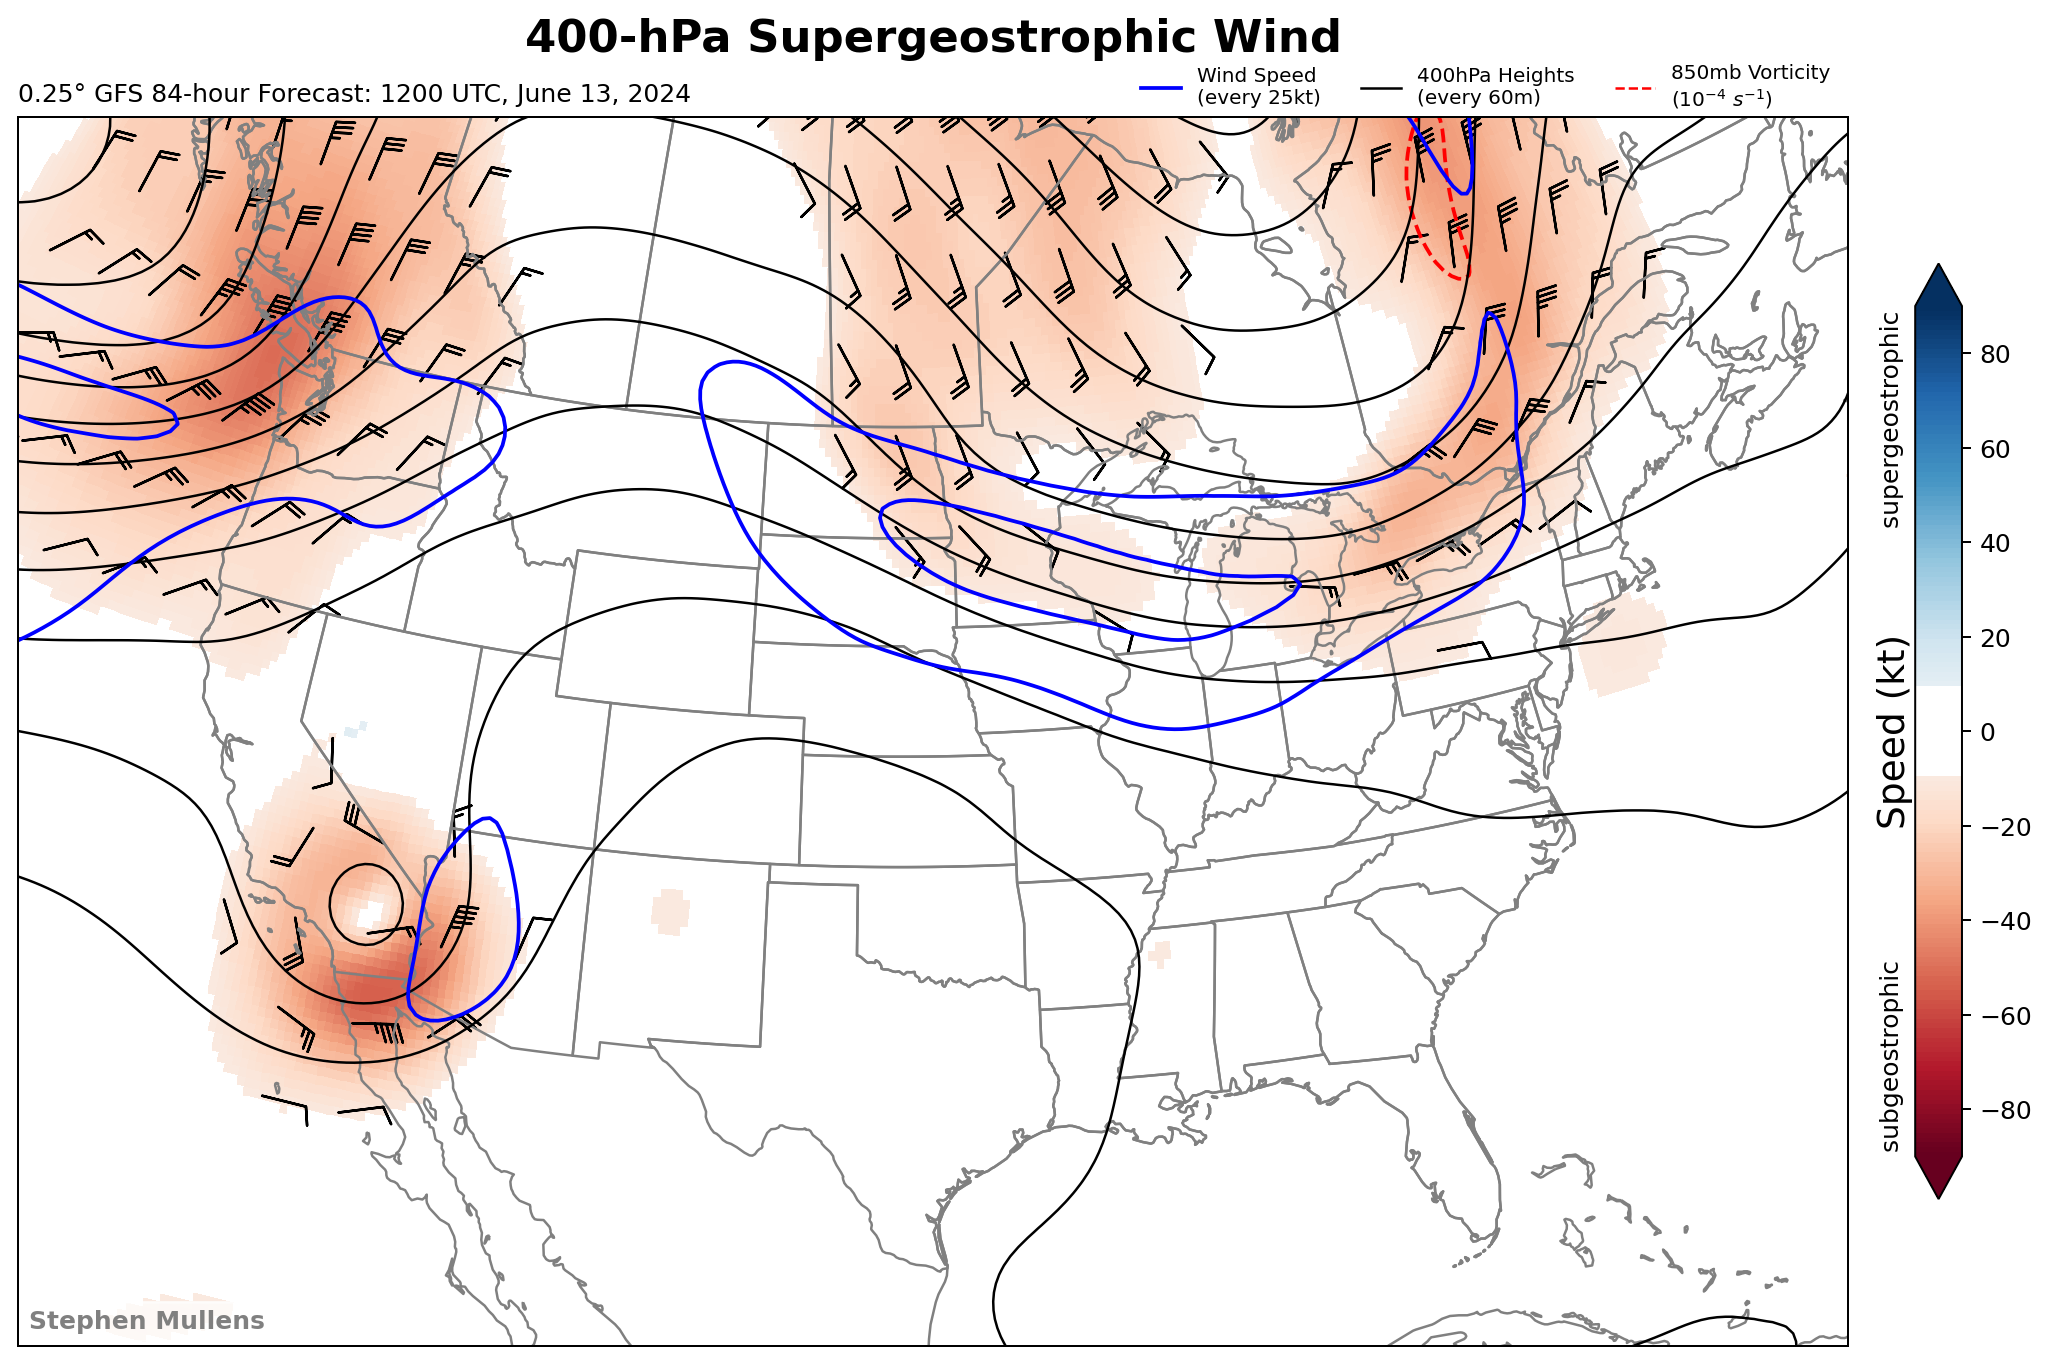 400-hPa Supergeostrophic Wind
0.25° GFS 84-hour Forecast: 1200 UTC, June 13, 2024
Wind Speed
(every 25kt)
400hPa Heights
(every 60m)
850mb Vorticity
(10⁻⁴ s⁻¹)
supergeostrophic
Speed (kt)
subgeostrophic
80
60
40
20
0
−20
−40
−60
−80
Stephen Mullens